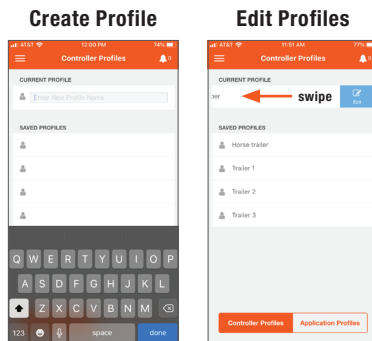 Create Profile
AT&T 12:00 PM 74%
Controller Profiles 0
CURRENT PROFILE
Enter New Profile Name
SAVED PROFILES
Q W E R T Y U I O P
A S D F G H J K L
Z X C V B N M
123 space done
Edit Profiles
AT&T 11:51 AM 77%
Controller Profiles 0
CURRENT PROFILE
per swipe Edit
SAVED PROFILES
Horse trailer
Trailer 1
Trailer 2
Trailer 3
Controller Profiles Application Profiles